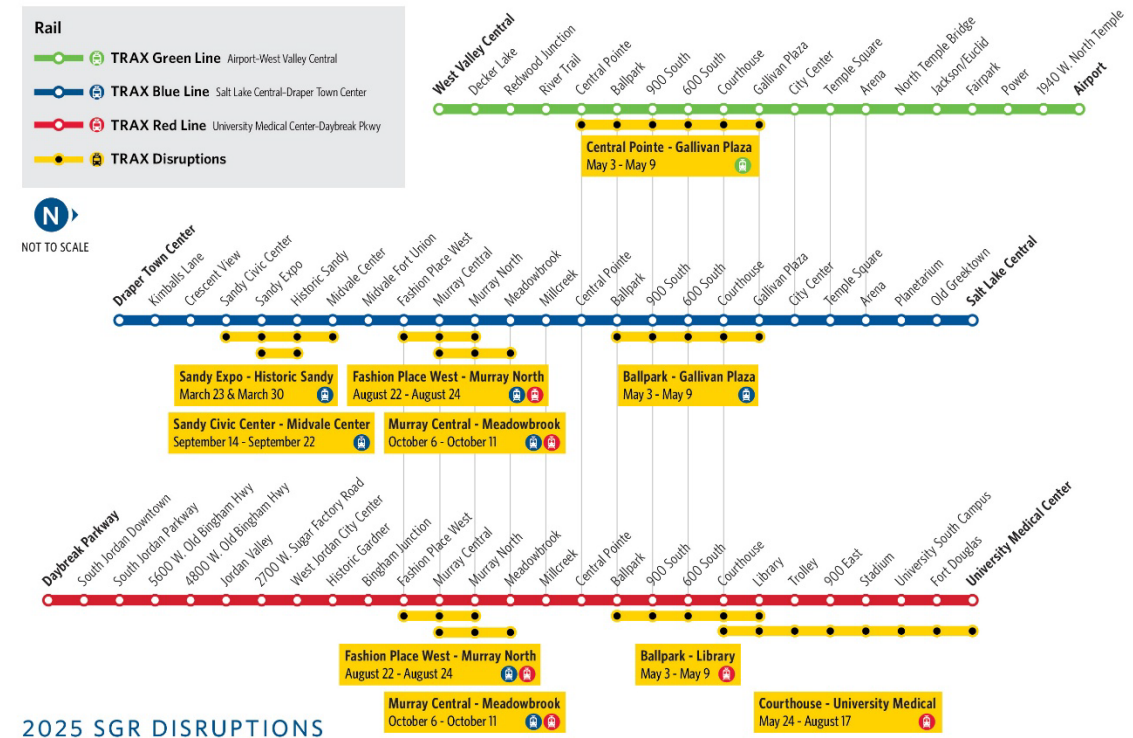 Rail
TRAX Green Line Airport-West Valley Central
TRAX Blue Line Salt Lake Central-Draper Town Center
TRAX Red Line University Medical Center-Daybreak Pkwy
TRAX Disruptions
N
NOT TO SCALE
West Valley Central
Decker Lake
Redwood Junction
River Trail
Central Pointe
Ballpark
900 South
600 South
Courthouse
Gallivan Plaza
City Center
Temple Square
Arena
North Temple Bridge
Jackson/Euclid
Fairpark
Power
1940 W. North Temple
Airport
Central Pointe - Gallivan Plaza
May 3 - May 9
Draper Town Center
Kimballs Lane
Crescent View
Sandy Civic Center
Sandy Expo
Historic Sandy
Midvale Center
Midvale Fort Union
Fashion Place West
Murray Central
Murray North
Meadowbrook
Millcreek
Central Pointe
Ballpark
900 South
600 South
Courthouse
Gallivan Plaza
City Center
Temple Square
Arena
Planetarium
Old Greektown
Salt Lake Central
Sandy Expo - Historic Sandy
March 23 & March 30
Fashion Place West - Murray North
August 22 - August 24
Ballpark - Gallivan Plaza
May 3 - May 9
Sandy Civic Center - Midvale Center
September 14 - September 22
Murray Central - Meadowbrook
October 6 - October 11
Daybreak Parkway
South Jordan Downtown
South Jordan Parkway
5600 W. Old Bingham Hwy
4800 W. Old Bingham Hwy
Jordan Valley
2700 W. Sugar Factory Road
West Jordan City Center
Historic Gardner
Bingham Junction
Fashion Place West
Murray Central
Murray North
Meadowbrook
Millcreek
Central Pointe
Ballpark
900 South
600 South
Courthouse
Library
Trolley
900 East
Stadium
University South Campus
Fort Douglas
University Medical Center
Fashion Place West - Murray North
August 22 - August 24
Ballpark - Library
May 3 - May 9
Murray Central - Meadowbrook
October 6 - October 11
Courthouse - University Medical
May 24 - August 17
2025 SGR DISRUPTIONS